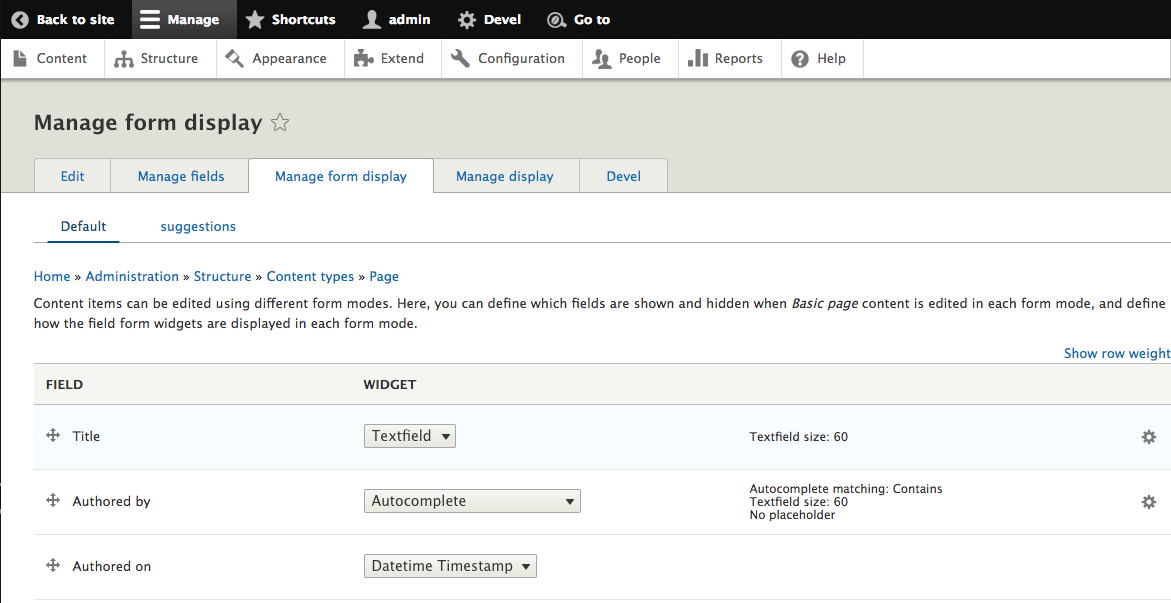 Back to site Manage Shortcuts admin Devel Go to
Content Structure Appearance Extend Configuration People Reports Help
Manage form display
Edit Manage fields Manage form display Manage display Devel
Default suggestions
Home » Administration » Structure » Content types » Page
Content items can be edited using different form modes. Here, you can define which fields are shown and hidden when Basic page content is edited in each form mode, and define
how the field form widgets are displayed in each form mode.
Show row weight
FIELD WIDGET
Title Textfield Textfield size: 60
Authored by Autocomplete Autocomplete matching: Contains
Textfield size: 60
No placeholder
Authored on Datetime Timestamp